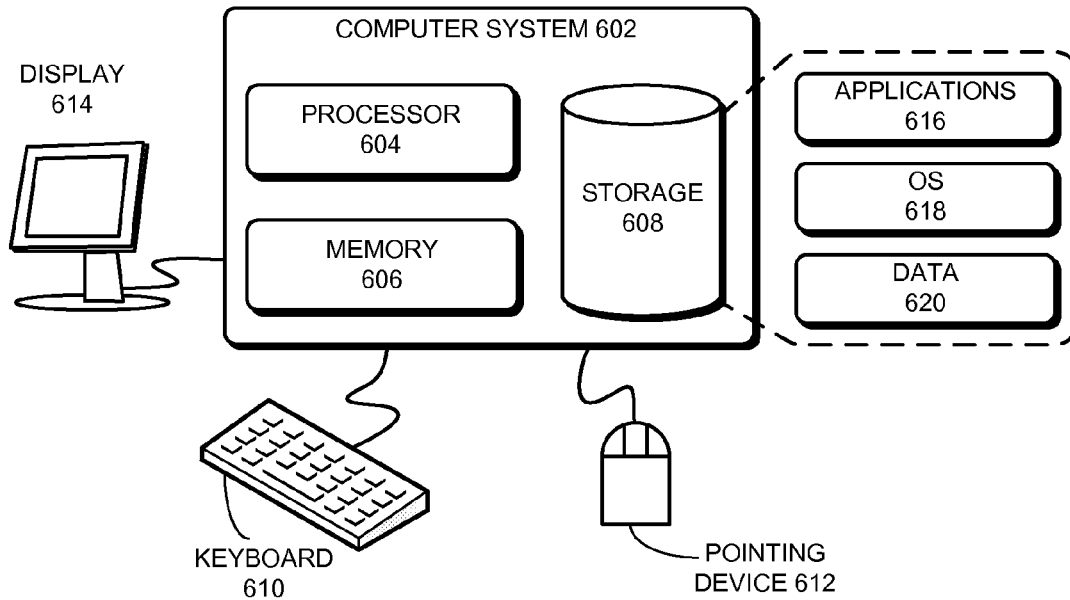 COMPUTER SYSTEM 602
DISPLAY
614
PROCESSOR
604
MEMORY
606
STORAGE
608
APPLICATIONS
616
OS
618
DATA
620
KEYBOARD
610
POINTING
DEVICE 612